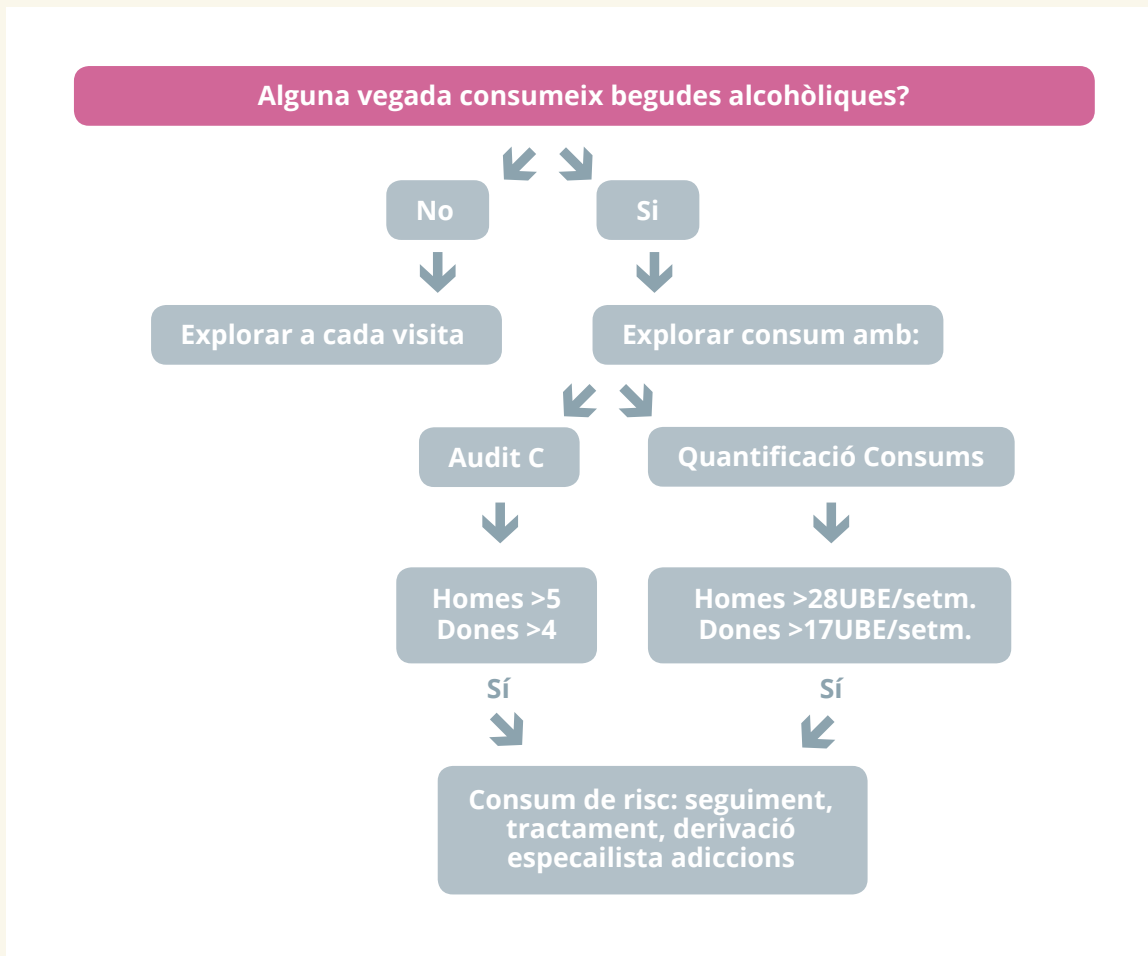 Alguna vegada consumeix begudes alcohòliques?
No
Si
Explorar a cada visita
Explorar consum amb:
Audit C
Quantificació Consums
Homes >5
Dones >4
Homes >28UBE/setm.
Dones >17UBE/setm.
Sí
Sí
Consum de risc: seguiment,
tractament, derivació
especailista adiccions